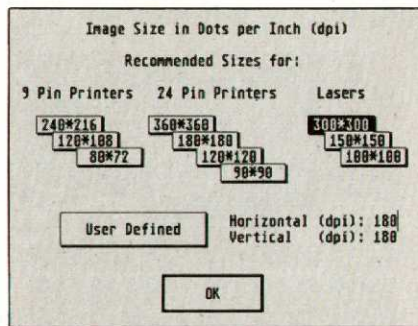 Image Size in Dots per Inch (dpi)
Recommended Sizes for:
9 Pin Printers 24 Pin Printers Lasers
240*216 360*360 300*300
120*108 180*180 150*150
80*72 120*120 100*100
90*90
User Defined
Horizontal (dpi): 180
Vertical (dpi): 180
OK